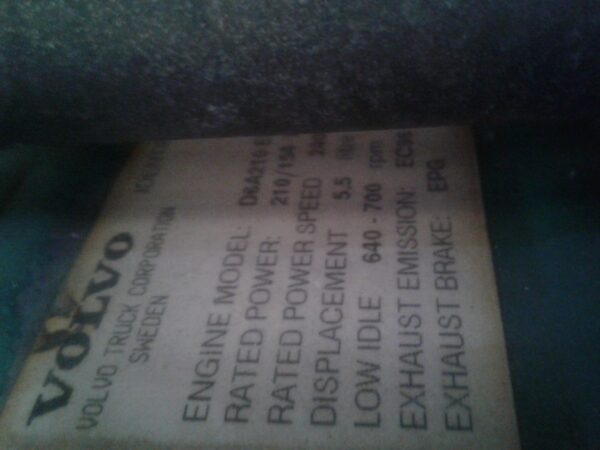 VOLVO
VOLVO TRUCK CORPORATION
SWEDEN
ENGINE MODEL: D6A210
RATED POWER: 210/154
RATED POWER SPEED
DISPLACEMENT 5.5
LOW IDLE 640 - 700 rpm
EXHAUST EMISSION:
EXHAUST BRAKE: EPG